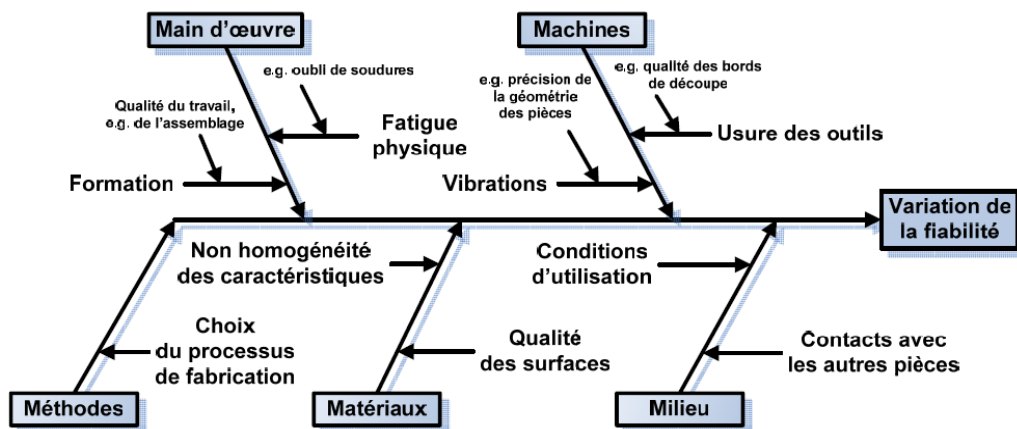 Main d'œuvre
Machines
e.g. oubli de soudures
e.g. qualité des bords
de découpe
e.g. précision de
la géométrie
des pièces
Qualité du travail,
e.g. de l'assemblage
Fatigue
physique
Usure des outils
Formation
Vibrations
Variation de
la fiabilité
Non homogénéité
des caractéristiques
Conditions
d'utilisation
Choix
du processus
de fabrication
Qualité
des surfaces
Contacts avec
les autres pièces
Méthodes
Matériaux
Milieu